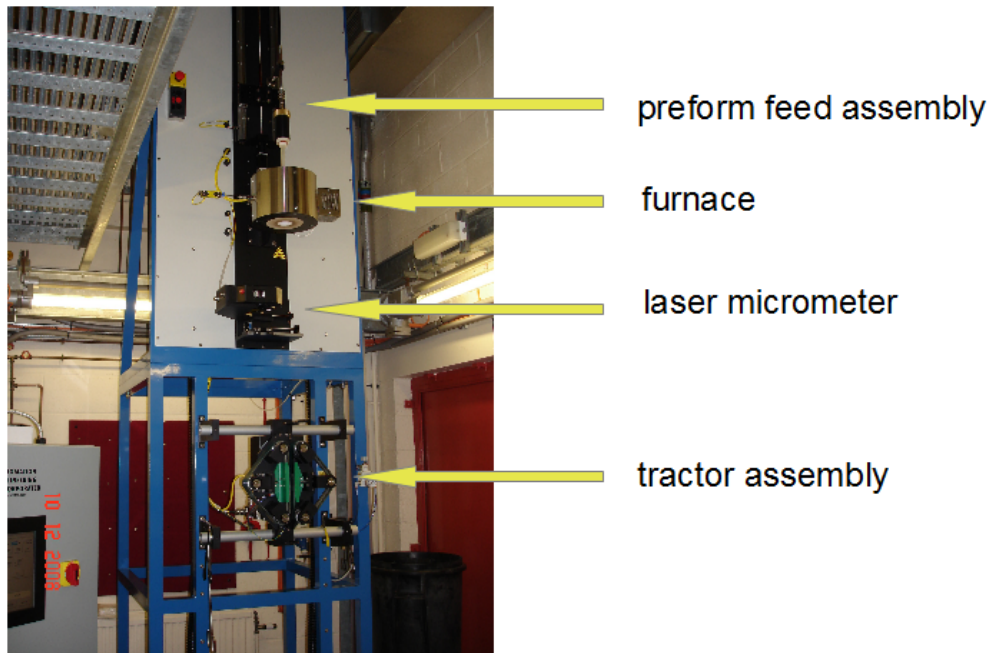 preform feed assembly
furnace
laser micrometer
tractor assembly
10 12 2008